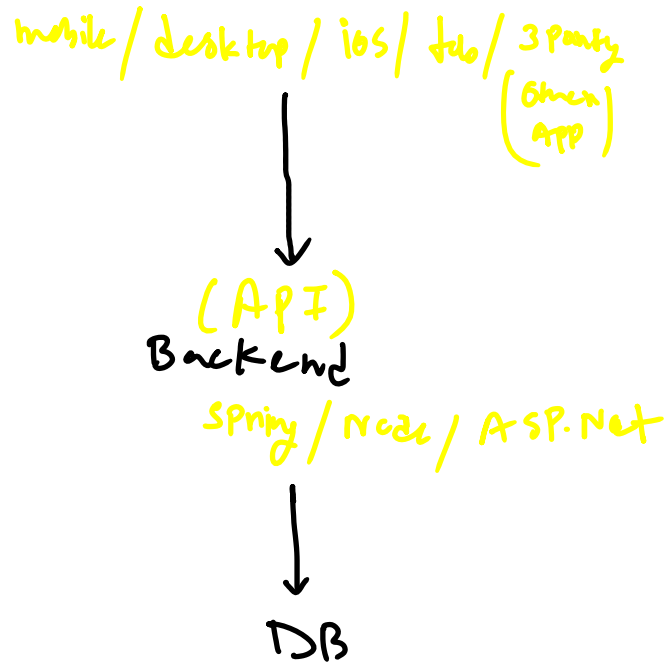 mobile / desktop / ios / tab / 3 party
(other
APP)
(API)
Backend
spring / Node / ASP.Net
DB